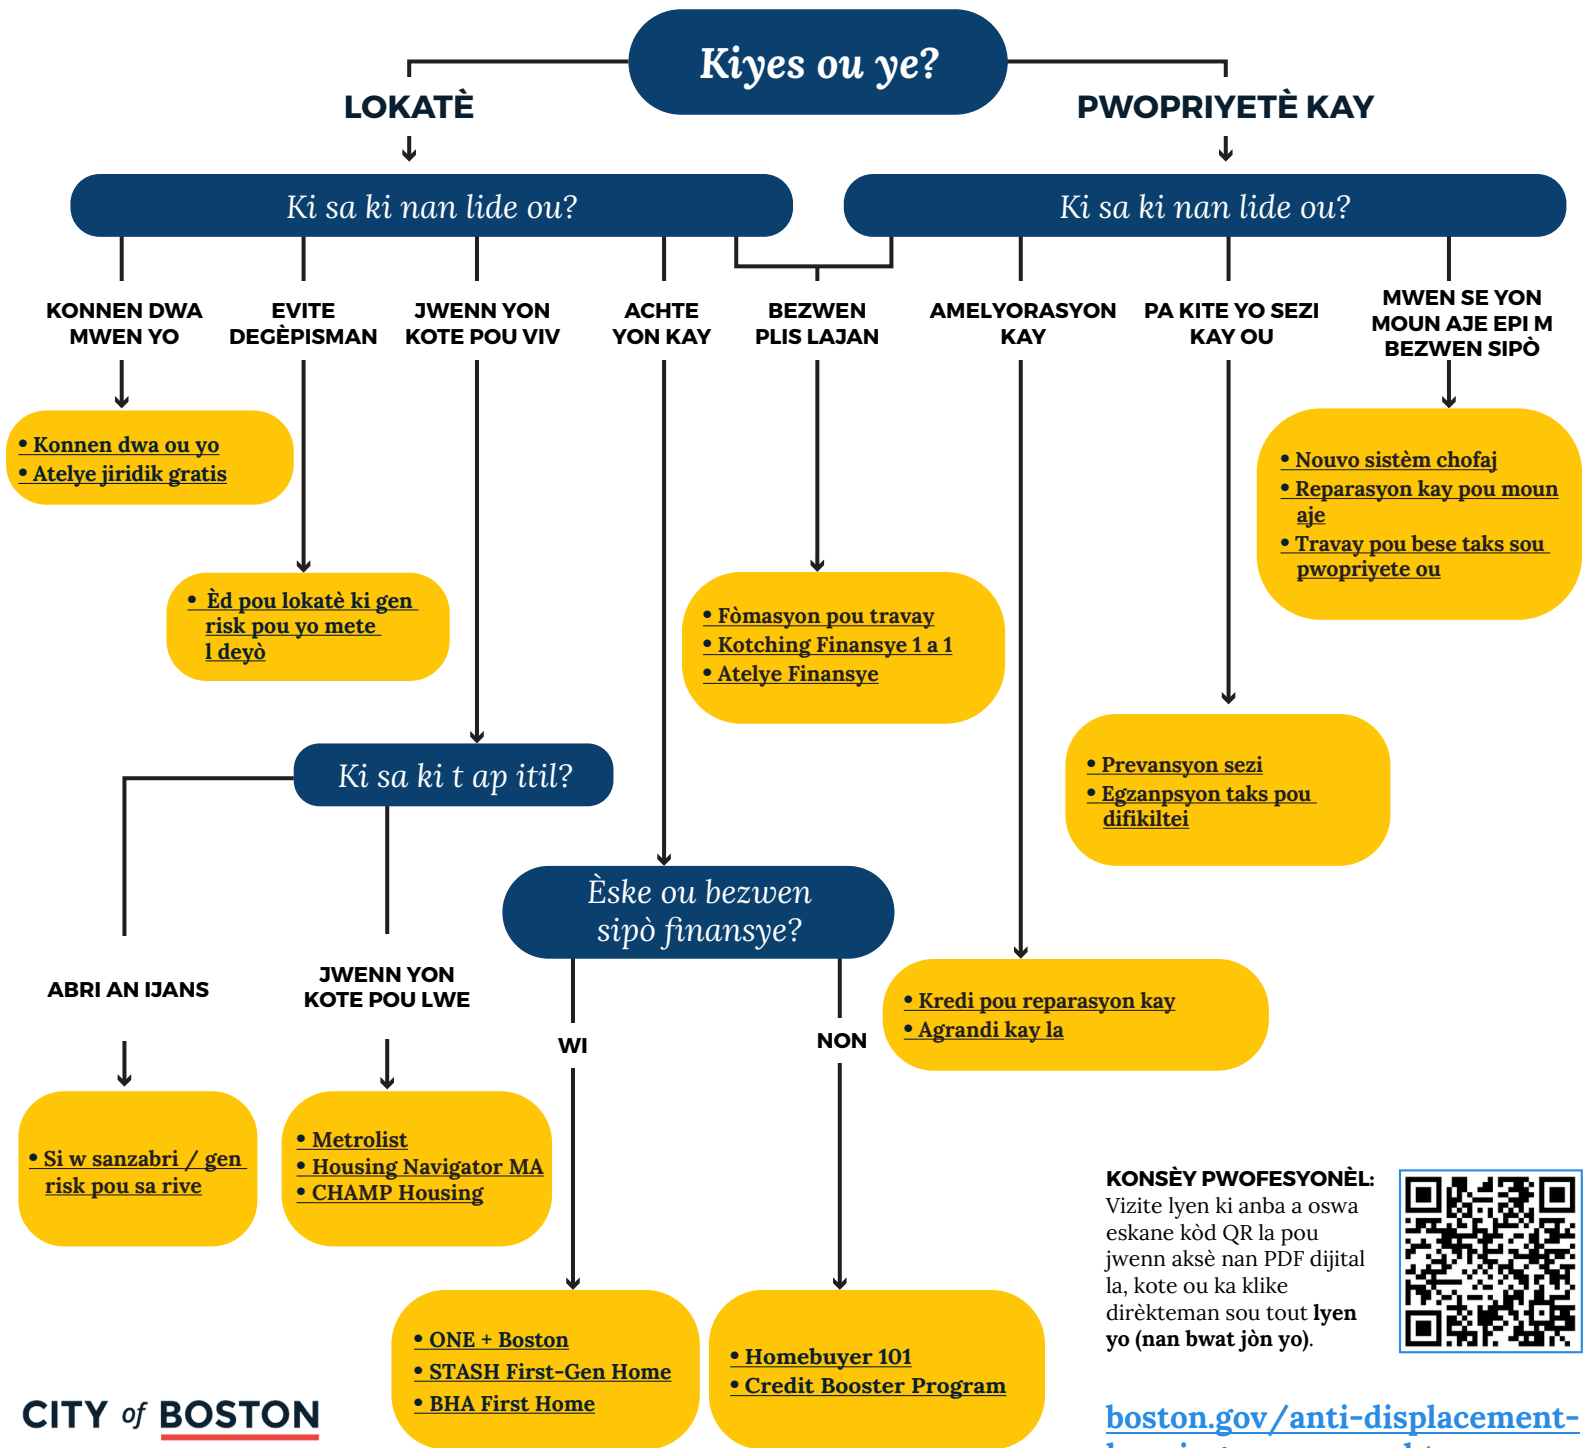 Kiyes ou ye?
LOKATÈ
PWOPRIYETÈ KAY
Ki sa ki nan lide ou?
Ki sa ki nan lide ou?
KONNEN DWA
MWEN YO
EVITE
DEGÈPISMAN
JWENN YON
KOTE POU VIV
ACHTE
YON KAY
BEZWEN
PLIS LAJAN
AMELYORASYON
KAY
PA KITE YO SEZI
KAY OU
MWEN SE YON
MOUN AJE EPI M
BEZWEN SIPÒ
• Konnen dwa ou yo
• Atelye jiridik gratis
• Nouvo sistèm chofaj
• Reparasyon kay pou moun
aje
• Travay pou bese taks sou
pwopriyete ou
• Èd pou lokatè ki gen
risk pou yo mete
l deyò
• Fòmasyon pou travay
• Kotching Finansye 1 a 1
• Atelye Finansye
• Prevansyon sezi
• Egzanpsyon taks pou
difikiltei
Ki sa ki t ap itil?
Èske ou bezwen
sipò finansye?
ABRI AN IJANS
JWENN YON
KOTE POU LWE
• Kredi pou reparasyon kay
• Agrandi kay la
WI
NON
• Si w sanzabri / gen
risk pou sa rive
• Metrolist
• Housing Navigator MA
• CHAMP Housing
KONSÈY PWOFESYONÈL:
Vizite lyen ki anba a oswa
eskane kòd QR la pou
jwenn aksè nan PDF dijital
la, kote ou ka klike
dirèkteman sou tout lyen
yo (nan bwat jòn yo).
• ONE + Boston
• STASH First-Gen Home
• BHA First Home
• Homebuyer 101
• Credit Booster Program
CITY of BOSTON
boston.gov/anti-displacement-